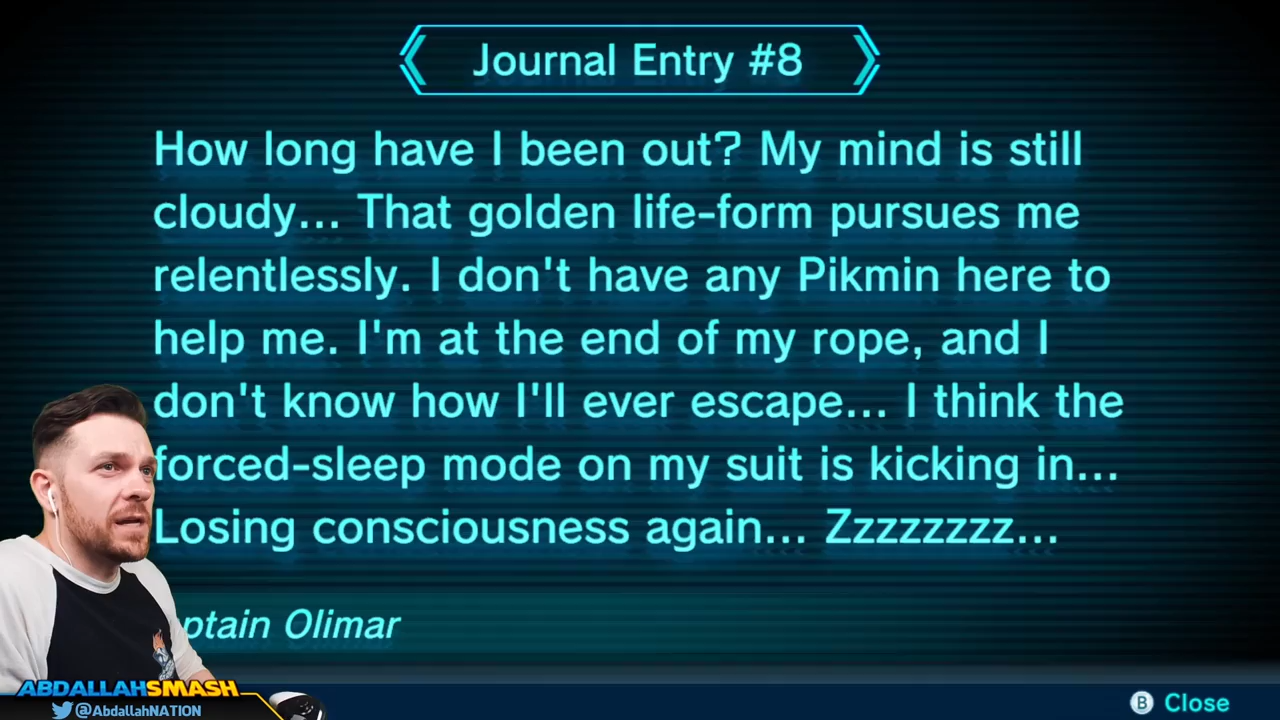 Journal Entry #8
How long have I been out? My mind is still
cloudy... That golden life-form pursues me
relentlessly. I don't have any Pikmin here to
help me. I'm at the end of my rope, and I
don't know how I'll ever escape... I think the
forced-sleep mode on my suit is kicking in...
Losing consciousness again... Zzzzzzzz...
ptain Olimar
ABDALLAHSMASH
@AbdallahNATION
B Close